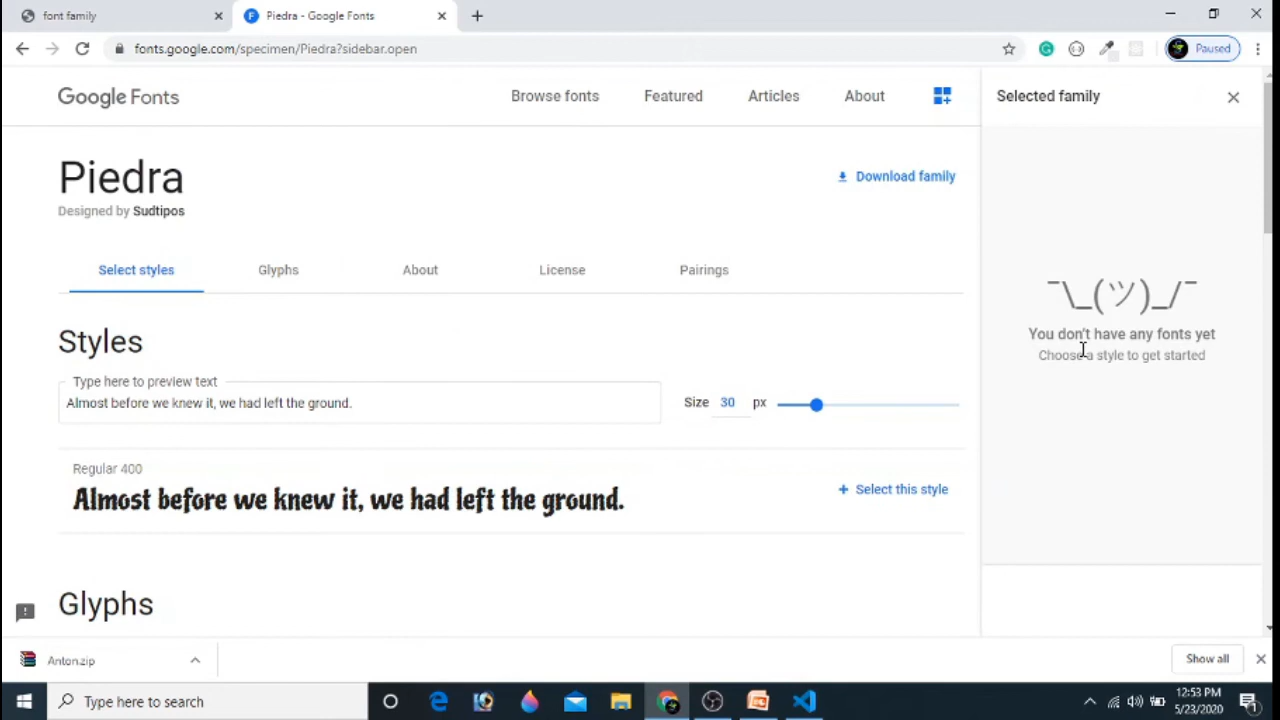 font family
Piedra - Google Fonts
fonts.google.com/specimen/Piedra?sidebar.open
Paused
Google Fonts
Browse fonts
Featured
Articles
About
Selected family
Piedra
Designed by Sudtipos
Download family
Select styles
Glyphs
About
License
Pairings
Styles
Type here to preview text
Almost before we knew it, we had left the ground.
Size 30 px
Regular 400
Almost before we knew it, we had left the ground.
+ Select this style
Glyphs
¯\_(ツ)_/¯
You don't have any fonts yet
Choose a style to get started
Anton.zip
Show all
Type here to search
12:53 PM
5/23/2020
1